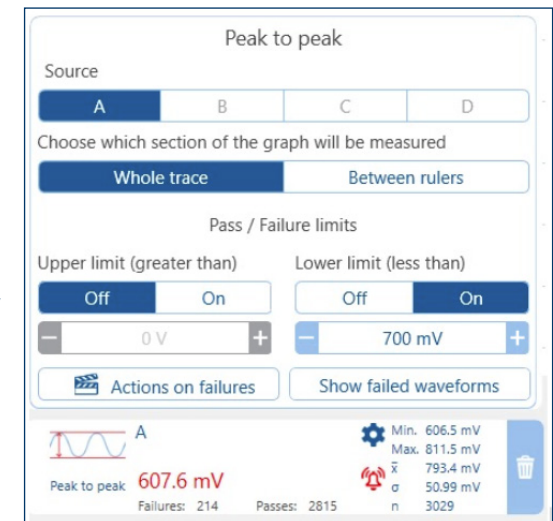 Peak to peak
Source
A B C D
Choose which section of the graph will be measured
Whole trace Between rulers
Pass / Failure limits
Upper limit (greater than) Lower limit (less than)
Off On Off On
− 0 V + − 700 mV +
Actions on failures Show failed waveforms
A
Min. 606.5 mV
Max. 811.5 mV
x̄ 793.4 mV
σ 50.99 mV
n 3029
Peak to peak 607.6 mV
Failures: 214 Passes: 2815